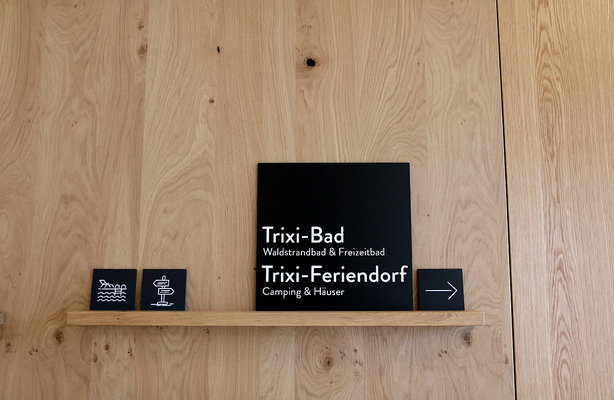 Trixi-Bad
Waldstrandbad & Freizeitbad
Trixi-Feriendorf
Camping & Häuser